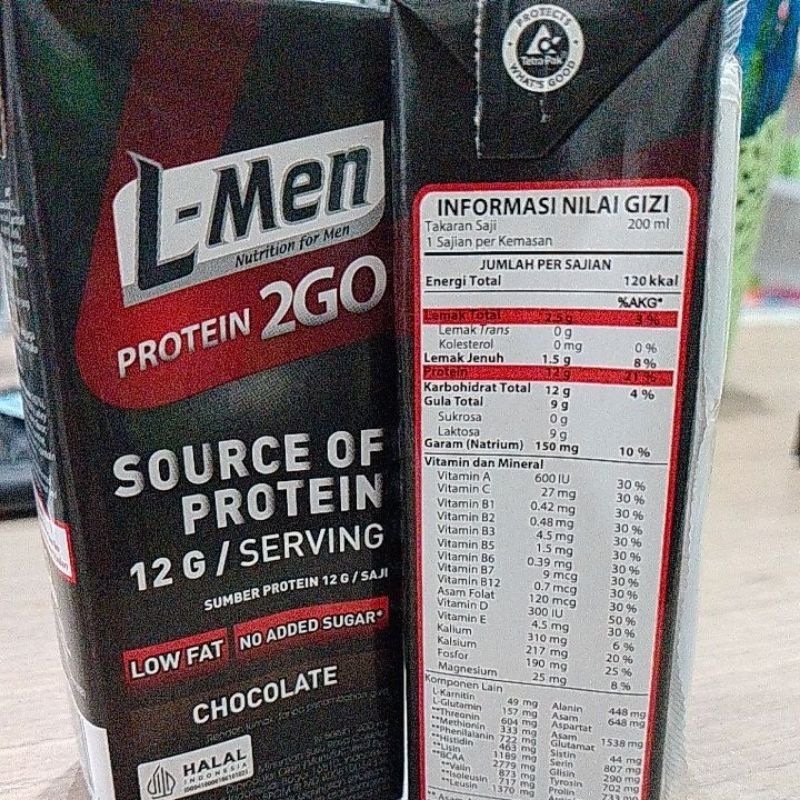 L-Men
Nutrition for Men
PROTEIN 2GO
SOURCE OF
PROTEIN
12 G / SERVING
SUMBER PROTEIN 12 G / SAJI
LOW FAT
NO ADDED SUGAR*
CHOCOLATE
HALAL
INDONESIA
PROTECTS
Tetra Pak
WHAT'S GOOD
INFORMASI NILAI GIZI
Takaran Saji 200 ml
1 Sajian per Kemasan
JUMLAH PER SAJIAN
Energi Total 120 kkal
%AKG*
Lemak Total 2.5 g 3 %
Lemak Trans 0 g
Kolesterol 0 mg 0 %
Lemak Jenuh 1.5 g 8 %
Protein 12 g
Karbohidrat Total 12 g 4 %
Gula Total 9 g
Sukrosa 0 g
Laktosa 9 g
Garam (Natrium) 150 mg 10 %
Vitamin dan Mineral
Vitamin A 600 IU 30 %
Vitamin C 27 mg 30 %
Vitamin B1 0.42 mg 30 %
Vitamin B2 0.48 mg 30 %
Vitamin B3 4.5 mg 30 %
Vitamin B5 1.5 mg 30 %
Vitamin B6 0.39 mg 30 %
Vitamin B7 9 mcg 30 %
Vitamin B12 0.7 mcg 30 %
Asam Folat 120 mcg 30 %
Vitamin D 300 IU 50 %
Vitamin E 4.5 mg 30 %
Kalium 310 mg 6 %
Kalsium 217 mg 20 %
Fosfor 190 mg 25 %
Magnesium 25 mg 8 %
Komponen Lain
L-Karnitin 49 mg Alanin 448 mg
L-Glutamin 157 mg Asam 648 mg
**Threonin 604 mg Aspartat
**Methionin 333 mg Asam
**Phenilalanin 722 mg Glutamat 1538 mg
**Histidin 463 mg Sistin 44 mg
**Lisin 1189 mg Serin 807 mg
**BCAA 2779 mg Glisin 290 mg
**Valin 873 mg Tyrosin 702 mg
**Isoleusin 717 mg Prolin
**Leusin 1370 mg